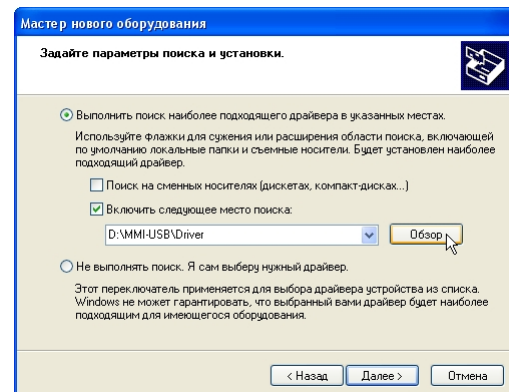 Мастер нового оборудования
Задайте параметры поиска и установки.
Выполнить поиск наиболее подходящего драйвера в указанных местах.
Используйте флажки для сужения или расширения области поиска, включающей
по умолчанию локальные папки и съемные носители. Будет установлен наиболее
подходящий драйвер.
Поиск на сменных носителях (дискетах, компакт-дисках...)
Включить следующее место поиска:
D:\MMI-USB\Driver
Обзор
Не выполнять поиск. Я сам выберу нужный драйвер.
Этот переключатель применяется для выбора драйвера устройства из списка.
Windows не может гарантировать, что выбранный вами драйвер будет наиболее
подходящим для имеющегося оборудования.
< Назад Далее > Отмена